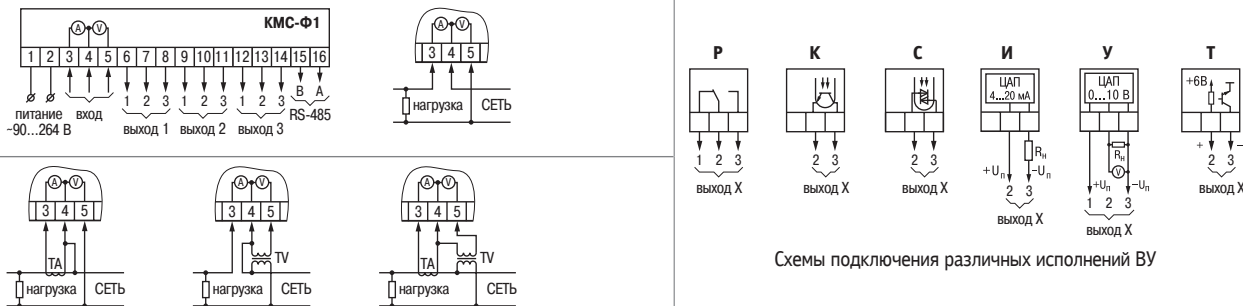 КМС-Ф1
A V
1 2 3 4 5 6 7 8 9 10 11 12 13 14 15 16
1 2 3 1 2 3 1 2 3 B A
питание
~90...264 В
вход
выход 1 выход 2 выход 3
RS-485
A V
3 4 5
нагрузка СЕТЬ
A V
3 4 5
TA
нагрузка СЕТЬ
A V
3 4 5
TV
нагрузка СЕТЬ
A V
3 4 5
TA TV
нагрузка СЕТЬ
Р К С И У Т
1 2 3
выход X
2 3
выход X
2 3
выход X
ЦАП
4...20 мА
Rн
+Uп -Uп
2 3
выход X
ЦАП
0...10 В
Rн
V
+Uп -Uп
1 2 3
выход X
+6В
+ –
2 3
выход X
Схемы подключения различных исполнений ВУ